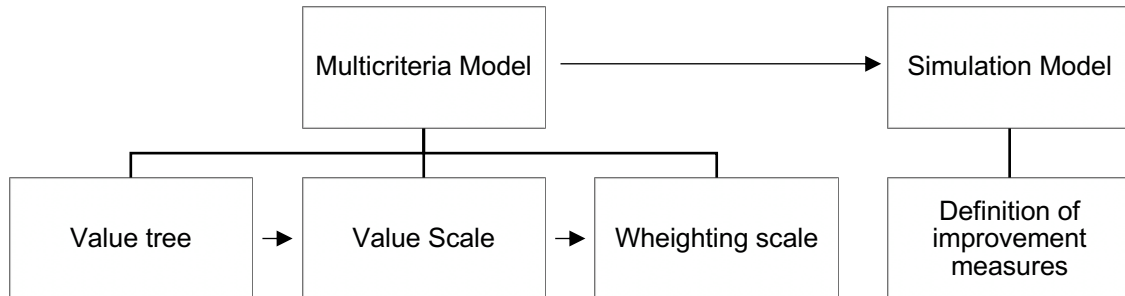 Multicriteria Model
Simulation Model
Value tree
Value Scale
Wheighting scale
Definition of
improvement
measures